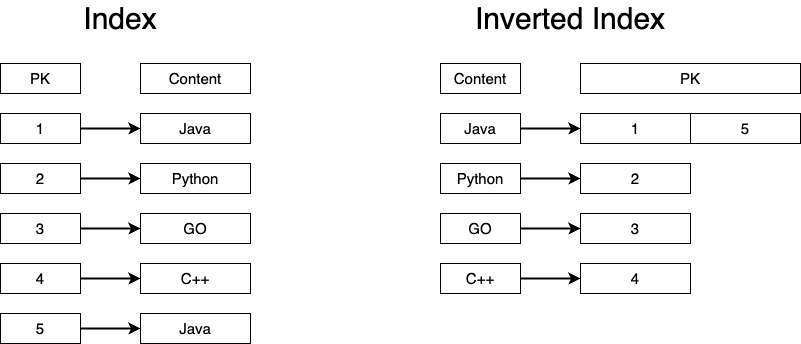 Index
PK Content
1 Java
2 Python
3 GO
4 C++
5 Java
Inverted Index
Content PK
Java 1 5
Python 2
GO 3
C++ 4